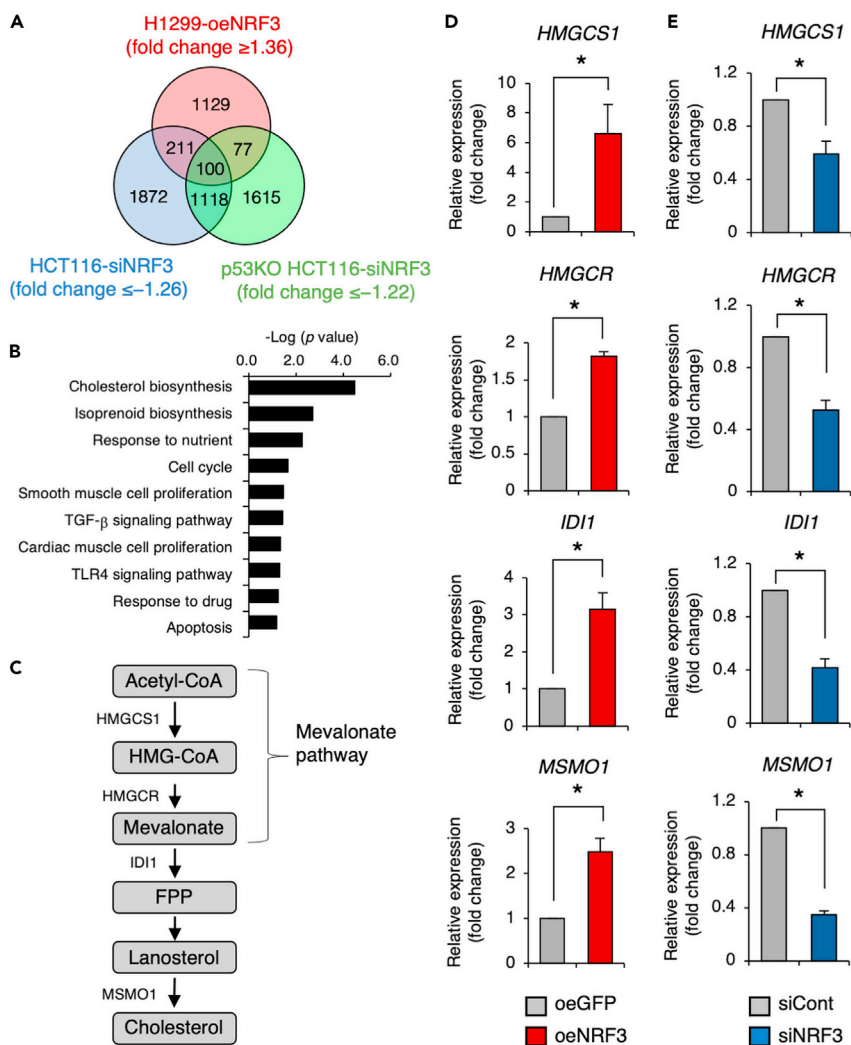 A
H1299-oeNRF3
(fold change ≥1.36)
1129
211
77
100
1872
1118
1615
HCT116-siNRF3
(fold change ≤–1.26)
p53KO HCT116-siNRF3
(fold change ≤–1.22)
B
-Log (p value)
0.0 2.0 4.0 6.0
Cholesterol biosynthesis
Isoprenoid biosynthesis
Response to nutrient
Cell cycle
Smooth muscle cell proliferation
TGF-β signaling pathway
Cardiac muscle cell proliferation
TLR4 signaling pathway
Response to drug
Apoptosis
C
Acetyl-CoA
HMGCS1
HMG-CoA
HMGCR
Mevalonate
IDI1
FPP
Lanosterol
MSMO1
Cholesterol
Mevalonate
pathway
D
HMGCS1
Relative expression
(fold change)
10
8
6
4
2
0
*
HMGCR
Relative expression
(fold change)
2
1.5
1
0.5
0
*
IDI1
Relative expression
(fold change)
4
3
2
1
0
*
MSMO1
Relative expression
(fold change)
3
2
1
0
*
oeGFP
oeNRF3
E
HMGCS1
Relative expression
(fold change)
1.2
0.8
0.4
0
*
HMGCR
Relative expression
(fold change)
1.2
0.8
0.4
0
*
IDI1
Relative expression
(fold change)
1.2
0.8
0.4
0
*
MSMO1
Relative expression
(fold change)
1.2
0.8
0.4
0
*
siCont
siNRF3